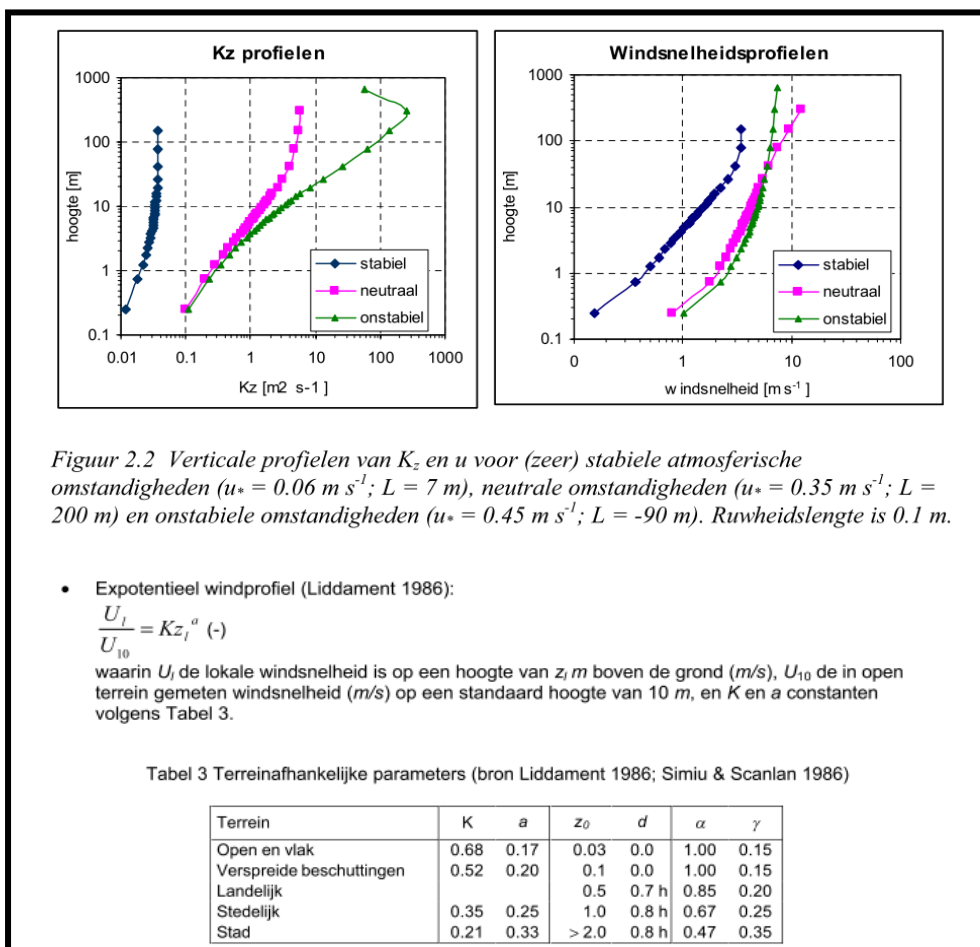 Kz profielen
1000
100
10
1
0.1
hoogte [m]
0.01 0.1 1 10 100 1000
Kz [m2 s-1 ]
stabiel
neutraal
onstabiel
Windsnelheidsprofielen
1000
100
10
1
0.1
hoogte [m]
0 1 10 100
w indsnelheid [m s-1 ]
stabiel
neutraal
onstabiel
Figuur 2.2 Verticale profielen van Kz en u voor (zeer) stabiele atmosferische
omstandigheden (u* = 0.06 m s-1; L = 7 m), neutrale omstandigheden (u* = 0.35 m s-1; L =
200 m) en onstabiele omstandigheden (u* = 0.45 m s-1; L = -90 m). Ruwheidslengte is 0.1 m.
• Expotentieel windprofiel (Liddament 1986):
Ul / U10 = Kzl^a (-)
waarin Ul de lokale windsnelheid is op een hoogte van zl m boven de grond (m/s), U10 de in open
terrein gemeten windsnelheid (m/s) op een standaard hoogte van 10 m, en K en a constanten
volgens Tabel 3.
Tabel 3 Terreinafhankelijke parameters (bron Liddament 1986; Simiu & Scanlan 1986)
Terrein K a z0 d α γ
Open en vlak 0.68 0.17 0.03 0.0 1.00 0.15
Verspreide beschuttingen 0.52 0.20 0.1 0.0 1.00 0.15
Landelijk 0.5 0.7 h 0.85 0.20
Stedelijk 0.35 0.25 1.0 0.8 h 0.67 0.25
Stad 0.21 0.33 > 2.0 0.8 h 0.47 0.35